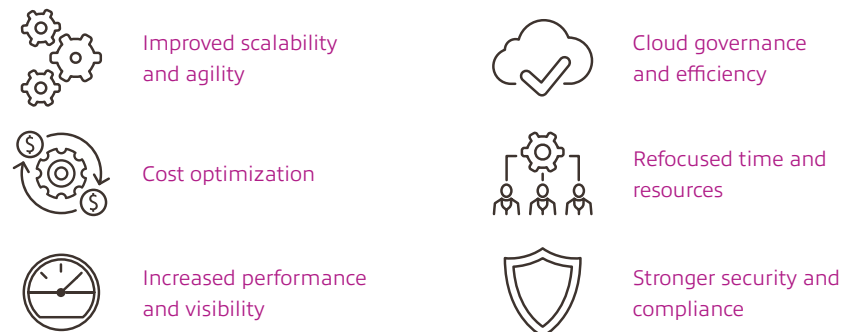 Improved scalability
and agility
Cloud governance
and efficiency
$
$
Cost optimization
Refocused time and
resources
Increased performance
and visibility
Stronger security and
compliance